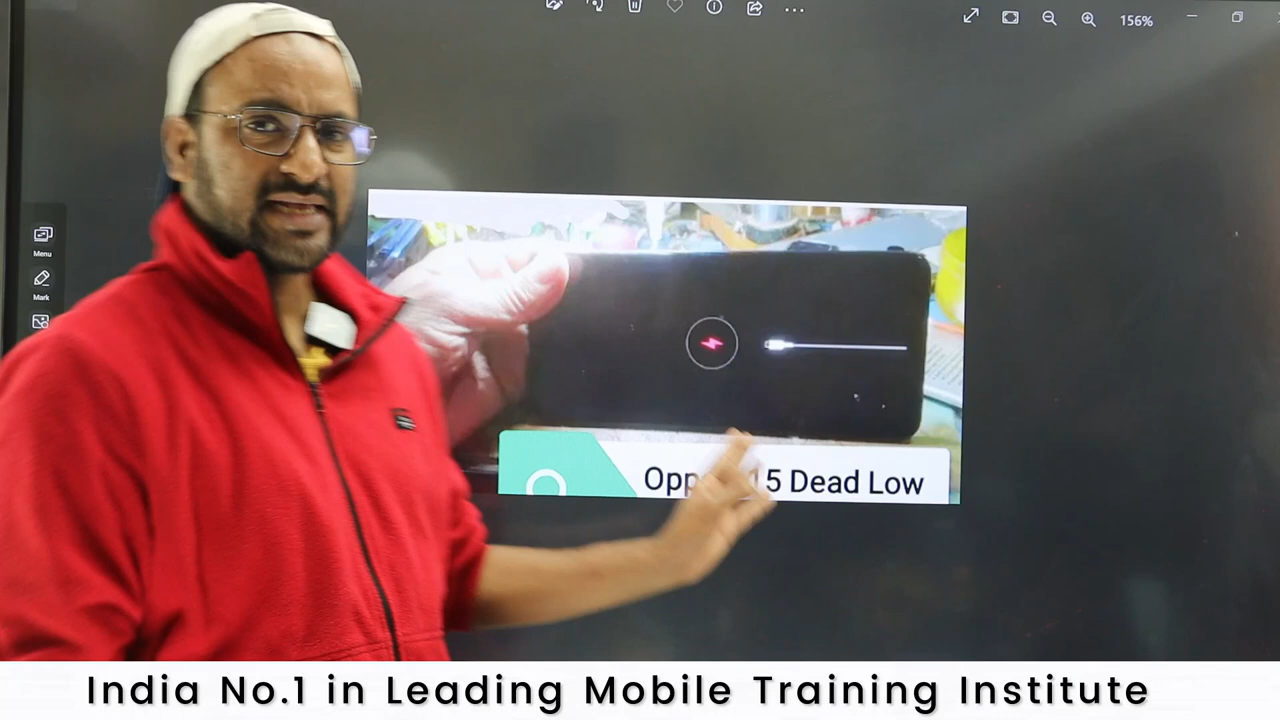 156%
Menu
Mark
Opp 15 Dead Low
India No.1 in Leading Mobile Training Institute